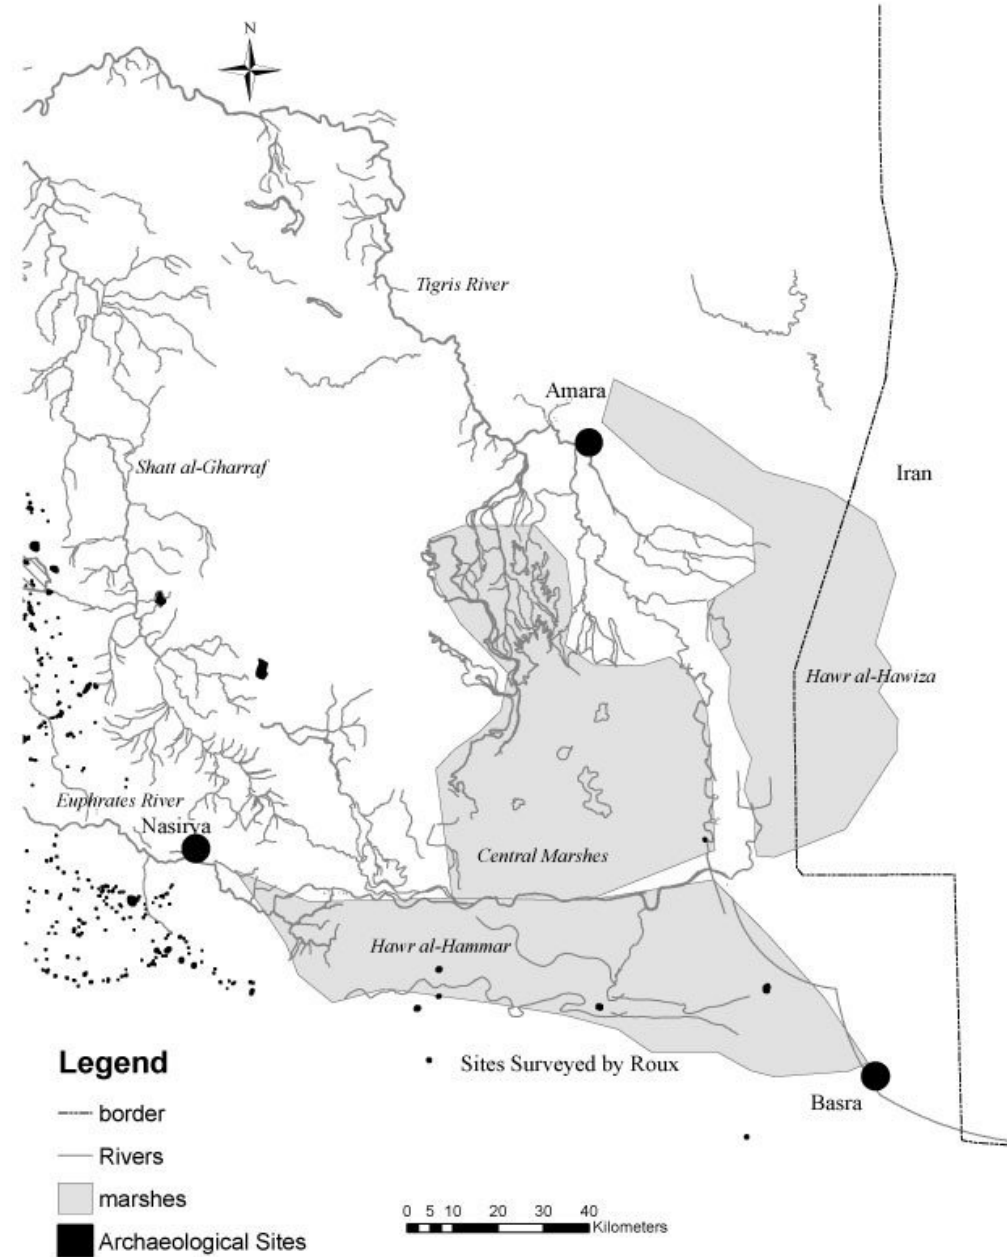 N
Tigris River
Amara
Shatt al-Gharraf
Iran
Hawr al-Hawiza
Euphrates River
Nasirya
Central Marshes
Hawr al-Hammar
Sites Surveyed by Roux
Basra
Legend
border
Rivers
marshes
Archaeological Sites
0 5 10 20 30 40
Kilometers